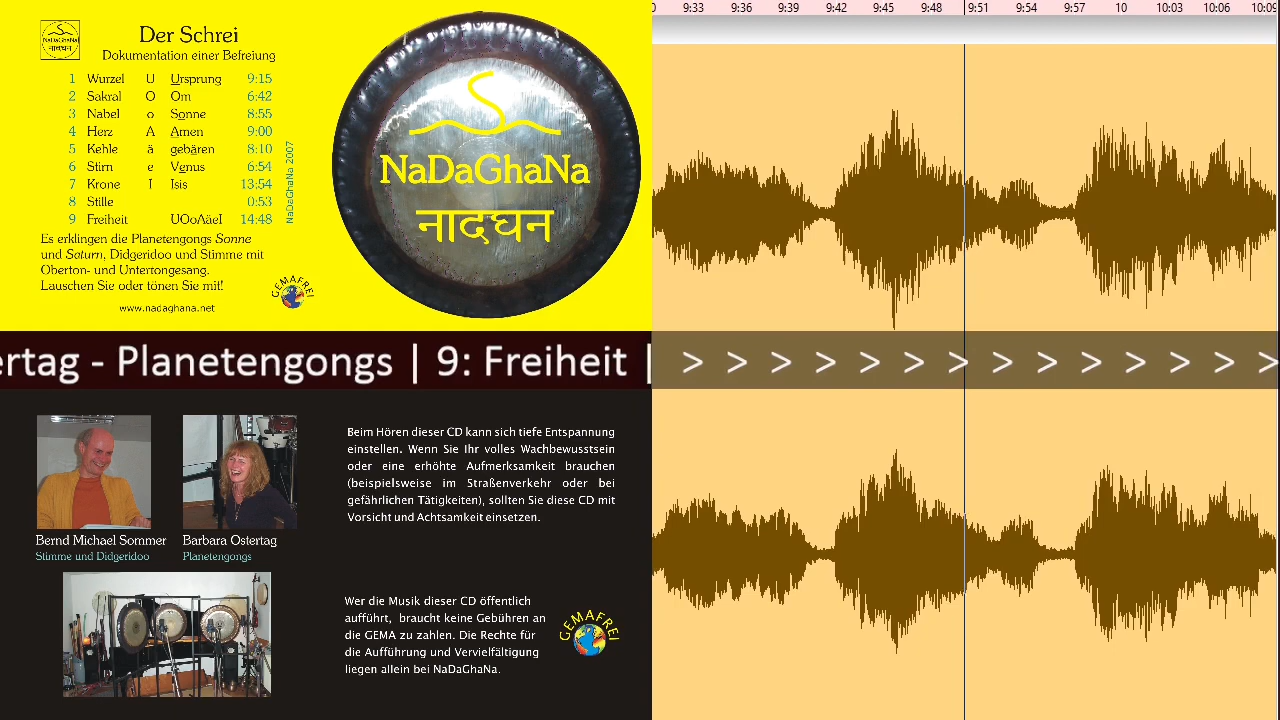 NaDaGhaNa
नादघन
Der Schrei
Dokumentation einer Befreiung
1 Wurzel U Ursprung 9:15
2 Sakral O Om 6:42
3 Nabel o Sonne 8:55
4 Herz A Amen 9:00
5 Kehle ä gebären 8:10
6 Stirn e Venus 6:54
7 Krone I Isis 13:54
8 Stille 0:53
9 Freiheit UOoAäeI 14:48
NaDaGhaNa 2007
Es erklingen die Planetengongs Sonne
und Saturn, Didgeridoo und Stimme mit
Oberton- und Untertongesang.
Lauschen Sie oder tönen Sie mit!
www.nadaghana.net
GEMAFREI
NaDaGhaNa
नादघन
9:33 9:36 9:39 9:42 9:45 9:48 9:51 9:54 9:57 10 10:03 10:06 10:09
ertag - Planetengongs | 9: Freiheit | > > > > > > > > > > > > > >
Bernd Michael Sommer
Stimme und Didgeridoo
Barbara Ostertag
Planetengongs
Beim Hören dieser CD kann sich tiefe Entspannung
einstellen. Wenn Sie Ihr volles Wachbewusstsein
oder eine erhöhte Aufmerksamkeit brauchen
(beispielsweise im Straßenverkehr oder bei
gefährlichen Tätigkeiten), sollten Sie diese CD mit
Vorsicht und Achtsamkeit einsetzen.
Wer die Musik dieser CD öffentlich
aufführt, braucht keine Gebühren an
die GEMA zu zahlen. Die Rechte für
die Aufführung und Vervielfältigung
liegen allein bei NaDaGhaNa.
GEMAFREI